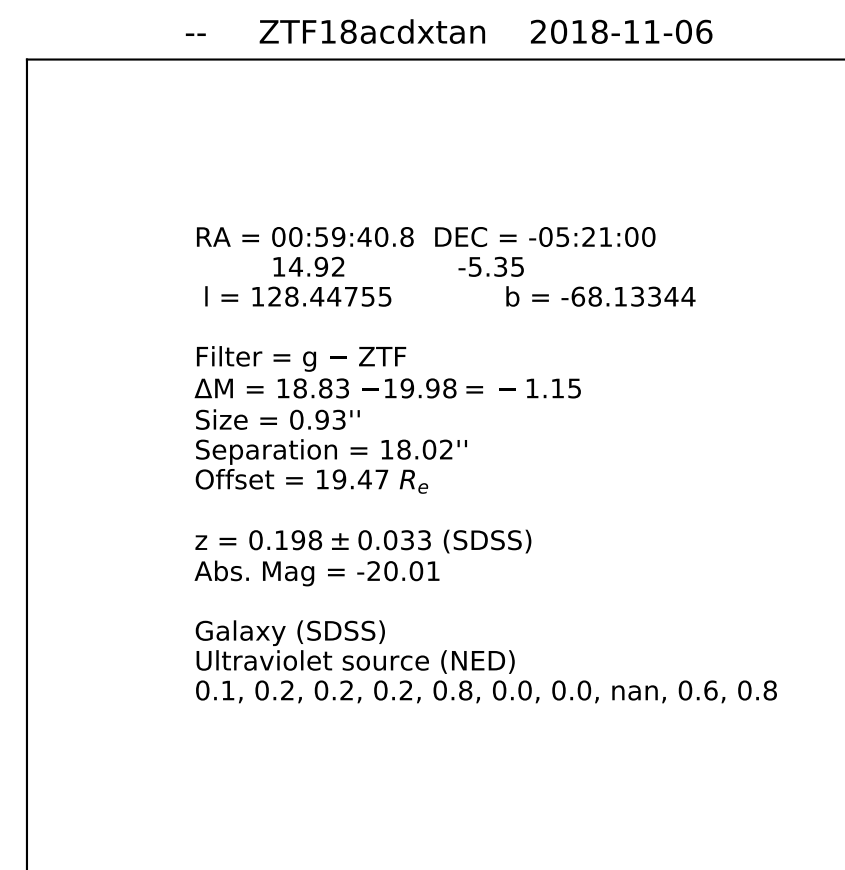 -- ZTF18acdxtan 2018-11-06
RA = 00:59:40.8 DEC = -05:21:00
14.92 -5.35
l = 128.44755 b = -68.13344
Filter = g − ZTF
ΔM = 18.83 −19.98 = − 1.15
Size = 0.93''
Separation = 18.02''
Offset = 19.47 Re
z = 0.198 ± 0.033 (SDSS)
Abs. Mag = -20.01
Galaxy (SDSS)
Ultraviolet source (NED)
0.1, 0.2, 0.2, 0.2, 0.8, 0.0, 0.0, nan, 0.6, 0.8